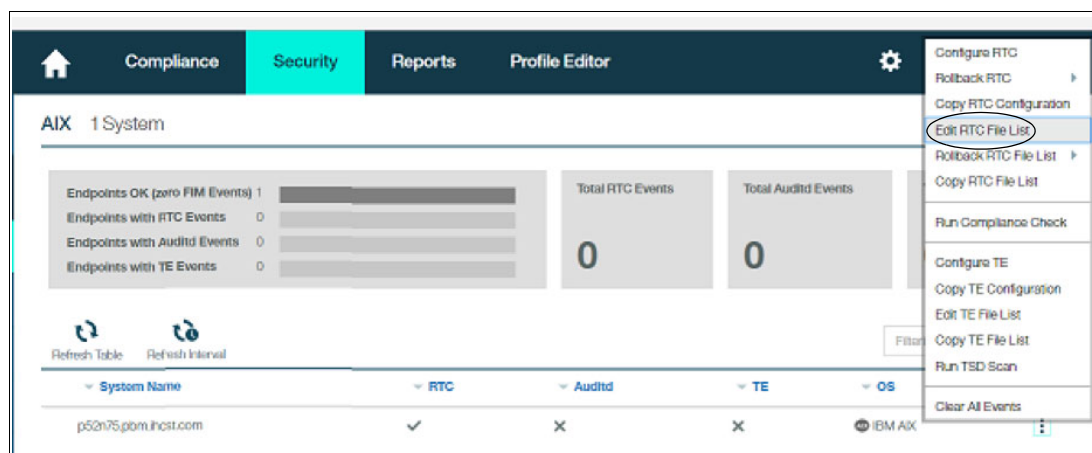 Compliance Security Reports Profile Editor
AIX 1 System
Endpoints OK (zero FIM Events) 1
Endpoints with RTC Events 0
Endpoints with Auditd Events 0
Endpoints with TE Events 0
Total RTC Events
0
Total Auditd Events
0
Refresh Table Refresh Interval
System Name RTC Auditd TE OS
p52n75.pbm.ihost.com IBM AIX
Configure RTC
Rollback RTC
Copy RTC Configuration
Edit RTC File List
Rollback RTC File List
Copy RTC File List
Run Compliance Check
Configure TE
Copy TE Configuration
Edit TE File List
Copy TE File List
Run TSD Scan
Clear All Events